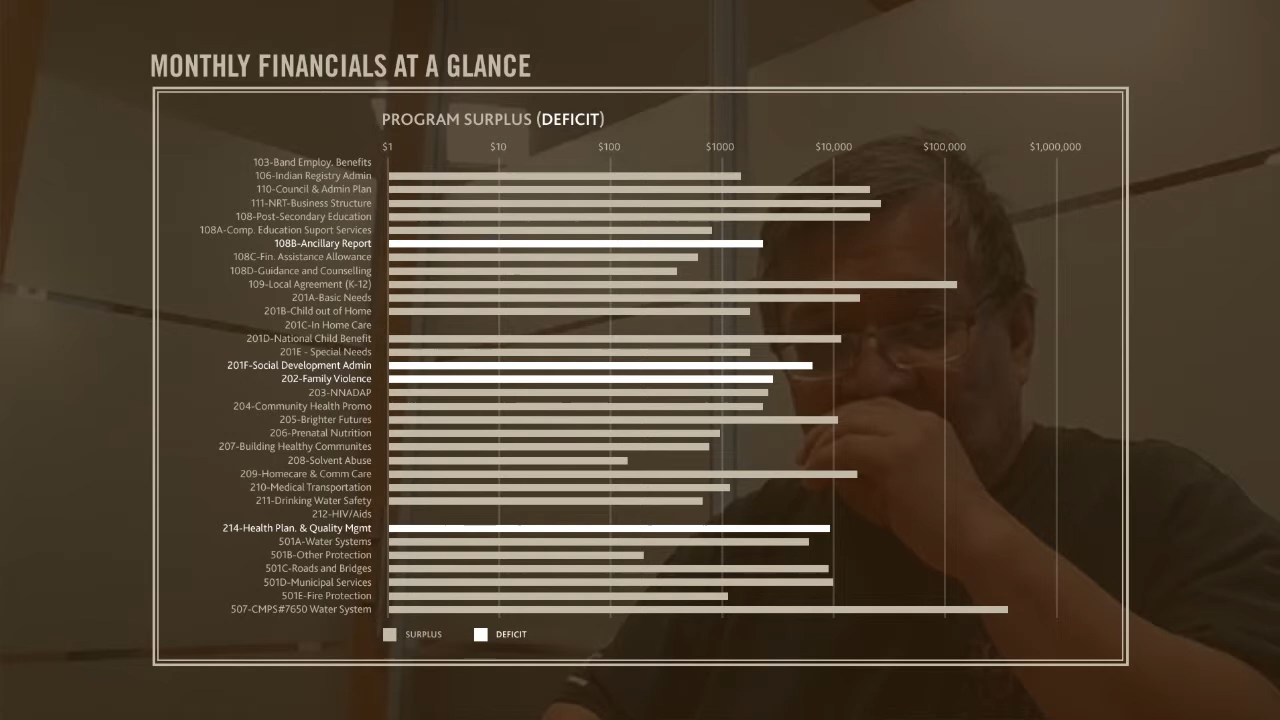 MONTHLY FINANCIALS AT A GLANCE
PROGRAM SURPLUS (DEFICIT)
$1 $10 $100 $1000 $10,000 $100,000 $1,000,000
103-Band Employ. Benefits
106-Indian Registry Admin
110-Council & Admin Plan
111-NRT-Business Structure
108-Post-Secondary Education
108A-Comp. Education Suport Services
108B-Ancillary Report
108C-Fin. Assistance Allowance
108D-Guidance and Counselling
109-Local Agreement (K-12)
201A-Basic Needs
201B-Child out of Home
201C-In Home Care
201D-National Child Benefit
201E - Special Needs
201F-Social Development Admin
202-Family Violence
203-NNADAP
204-Community Health Promo
205-Brighter Futures
206-Prenatal Nutrition
207-Building Healthy Communites
208-Solvent Abuse
209-Homecare & Comm Care
210-Medical Transportation
211-Drinking Water Safety
212-HIV/Aids
214-Health Plan. & Quality Mgmt
501A-Water Systems
501B-Other Protection
501C-Roads and Bridges
501D-Municipal Services
501E-Fire Protection
507-CMPS#7650 Water System
SURPLUS DEFICIT